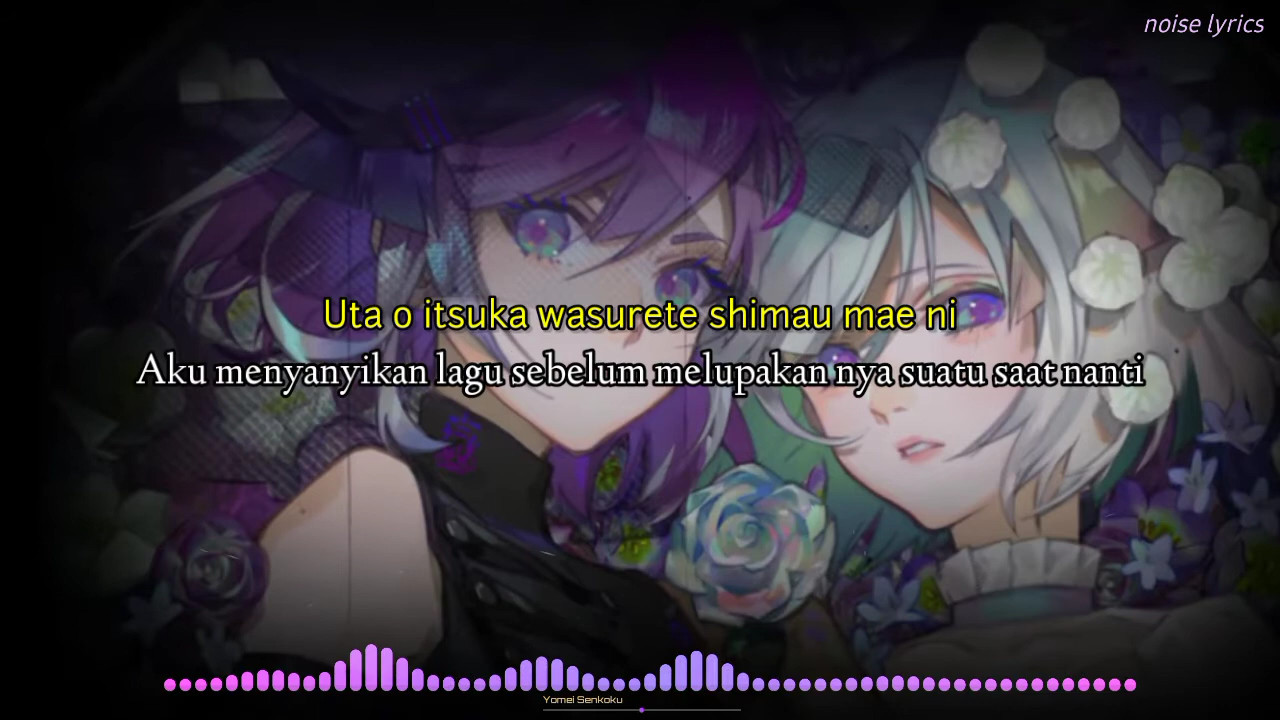 noise lyrics
Uta o itsuka wasurete shimau mae ni
Aku menyanyikan lagu sebelum melupakan nya suatu saat nanti
Yomei Senkoku